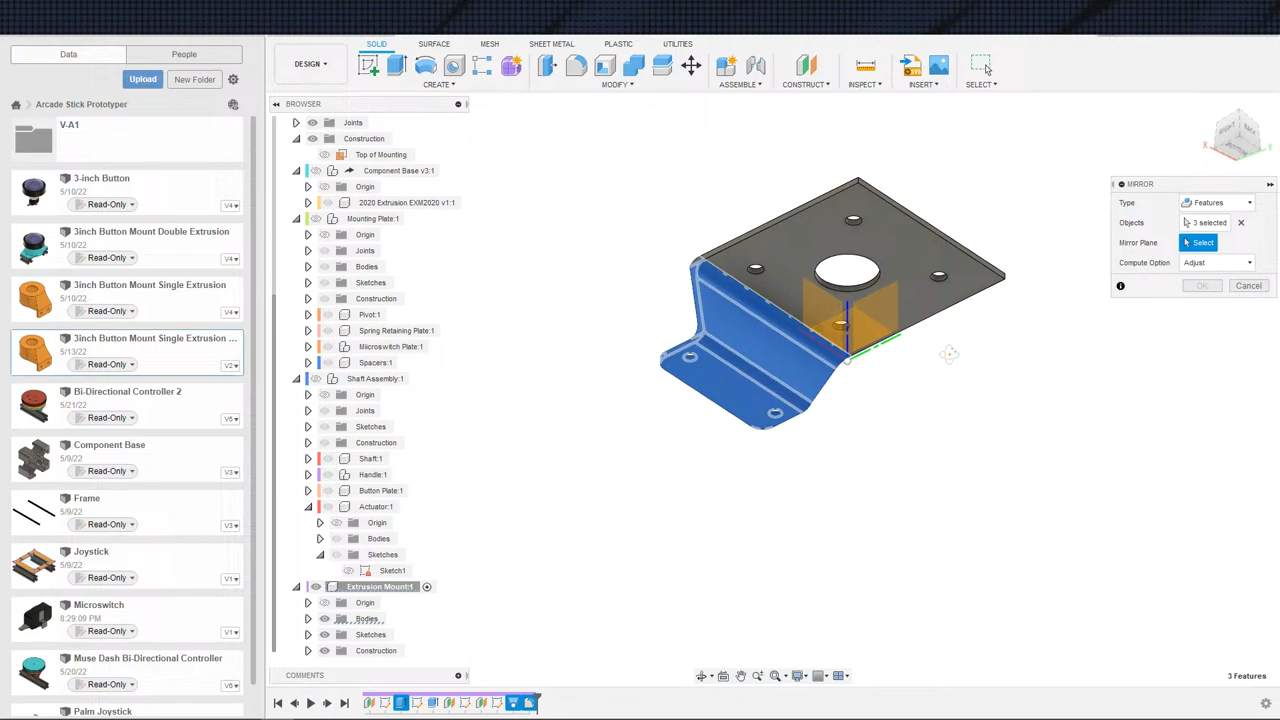 Data
People
Upload
New Folder
Arcade Stick Prototyper
V-A1
3-inch Button
5/10/22
Read-Only
V4
3inch Button Mount Double Extrusion
5/10/22
Read-Only
V4
3inch Button Mount Single Extrusion
5/10/22
Read-Only
V4
3inch Button Mount Single Extrusion ...
5/13/22
Read-Only
V2
Bi-Directional Controller 2
5/21/22
Read-Only
V6
Component Base
5/9/22
Read-Only
V3
Frame
5/9/22
Read-Only
V3
Joystick
5/9/22
Read-Only
V1
Microswitch
8:29:09 PM
Read-Only
V1
Muse Dash Bi-Directional Controller
5/21/22
Read-Only
V6
Palm Joystick
SOLID
SURFACE
MESH
SHEET METAL
PLASTIC
UTILITIES
DESIGN
CREATE
MODIFY
ASSEMBLE
CONSTRUCT
INSPECT
INSERT
SELECT
BROWSER
Joints
Construction
Top of Mounting
Component Base v3:1
Origin
2020 Extrusion EXM2020 v1:1
Mounting Plate:1
Origin
Joints
Bodies
Sketches
Construction
Pivot:1
Spring Retaining Plate:1
Miicroswitch Plate:1
Spacers:1
Shaft Assembly:1
Origin
Joints
Sketches
Construction
Shaft:1
Handle:1
Button Plate:1
Actuator:1
Origin
Bodies
Sketches
Sketch1
Extrusion Mount:1
Origin
Bodies
Sketches
Construction
COMMENTS
X
Y
MIRROR
Type
Features
Objects
3 selected
Mirror Plane
Select
Compute Option
Adjust
OK
Cancel
3 Features